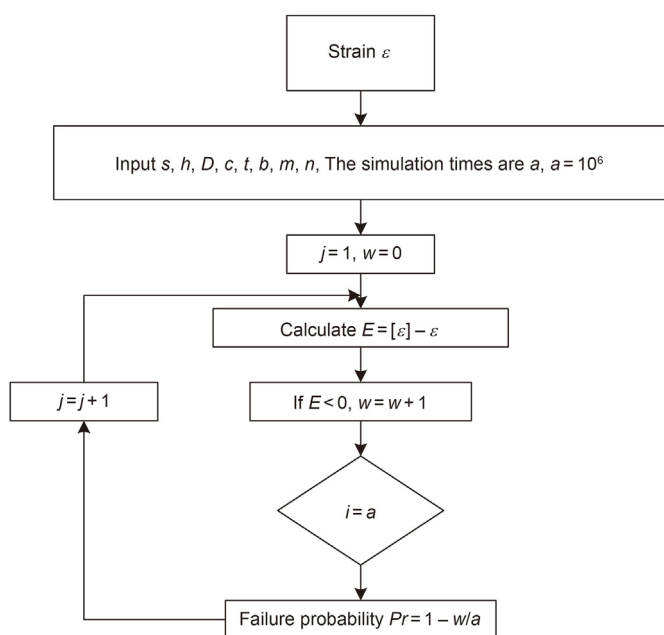 Strain ε
Input s, h, D, c, t, b, m, n, The simulation times are a, a = 10⁶
j = 1, w = 0
Calculate E = [ε] – ε
j = j + 1
If E < 0, w = w + 1
i = a
Failure probability Pr = 1 – w/a